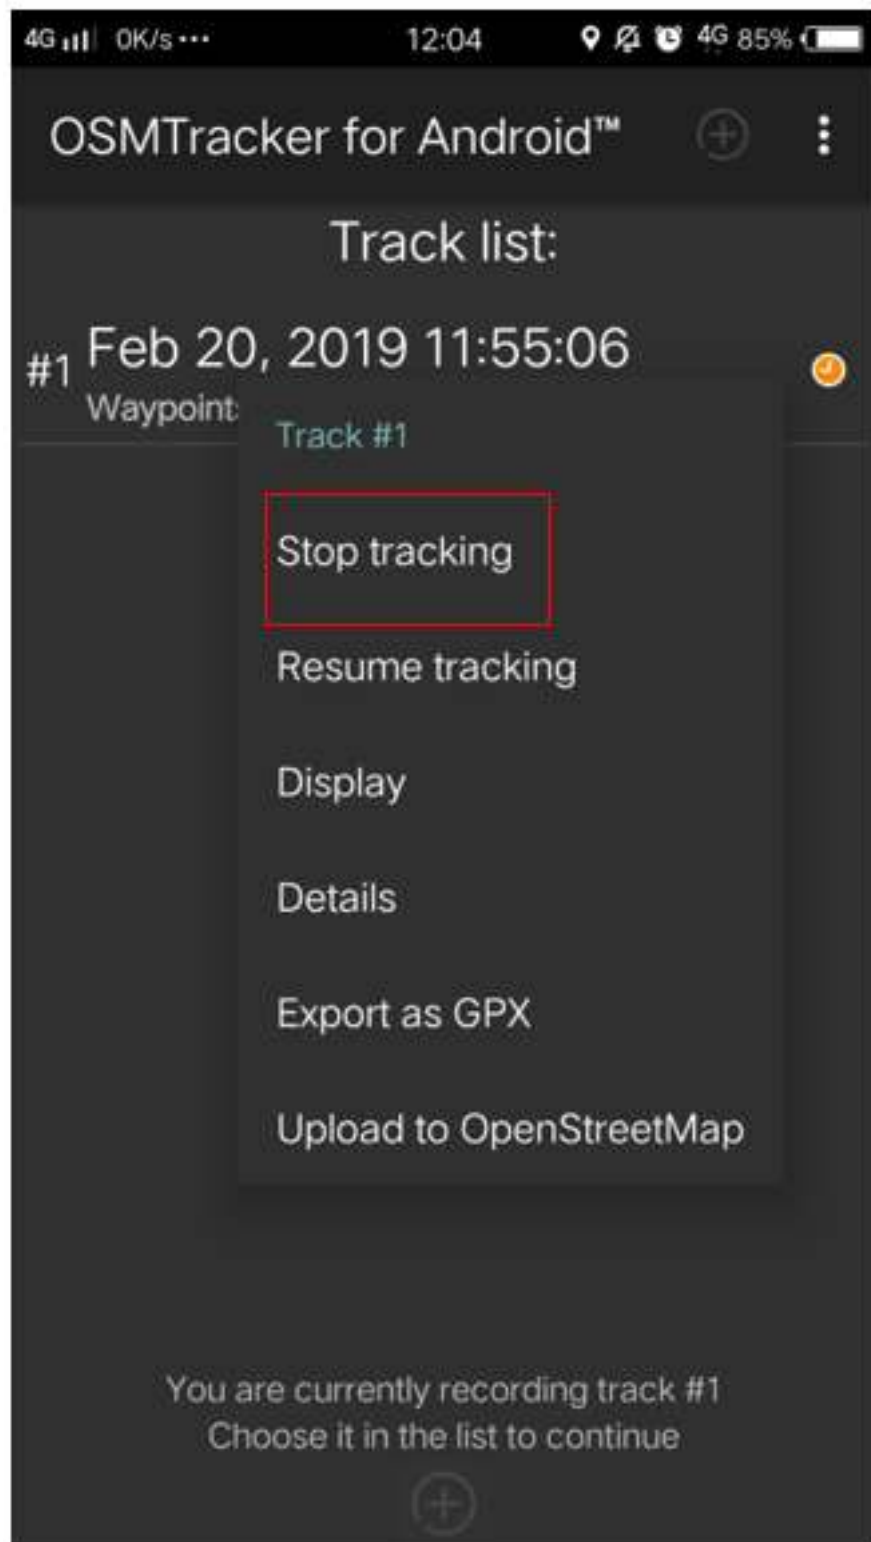 4G 0K/s ··· 12:04 4G 85%
OSMTracker for Android™
Track list:
#1 Feb 20, 2019 11:55:06
Waypoint
Track #1
Stop tracking
Resume tracking
Display
Details
Export as GPX
Upload to OpenStreetMap
You are currently recording track #1
Choose it in the list to continue